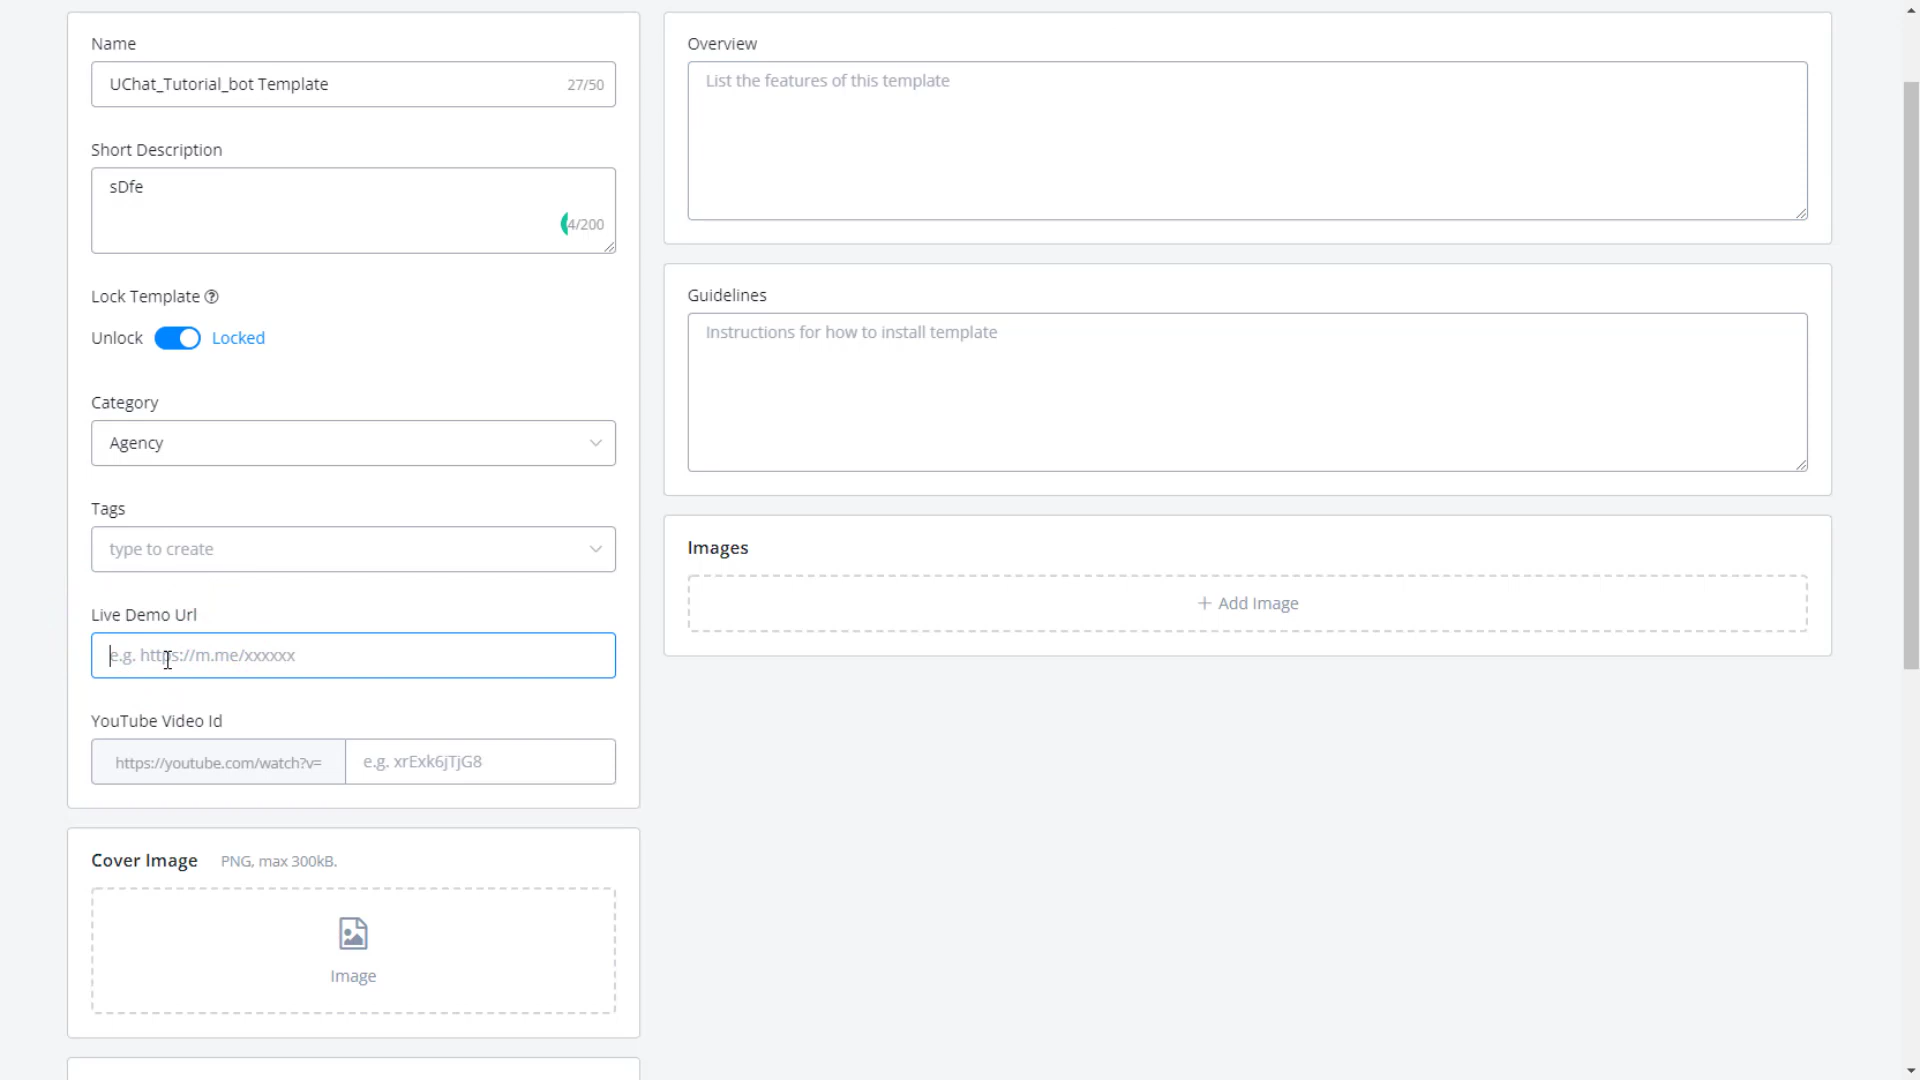 Name
UChat_Tutorial_bot Template
27/50
Short Description
sDfe
4/200
Lock Template
Unlock
Locked
Category
Agency
Tags
type to create
Live Demo Url
e.g. https://m.me/xxxxxx
YouTube Video Id
https://youtube.com/watch?v=
e.g. xrExk6jTjG8
Cover Image
PNG, max 300kB.
Image
Overview
List the features of this template
Guidelines
Instructions for how to install template
Images
+ Add Image